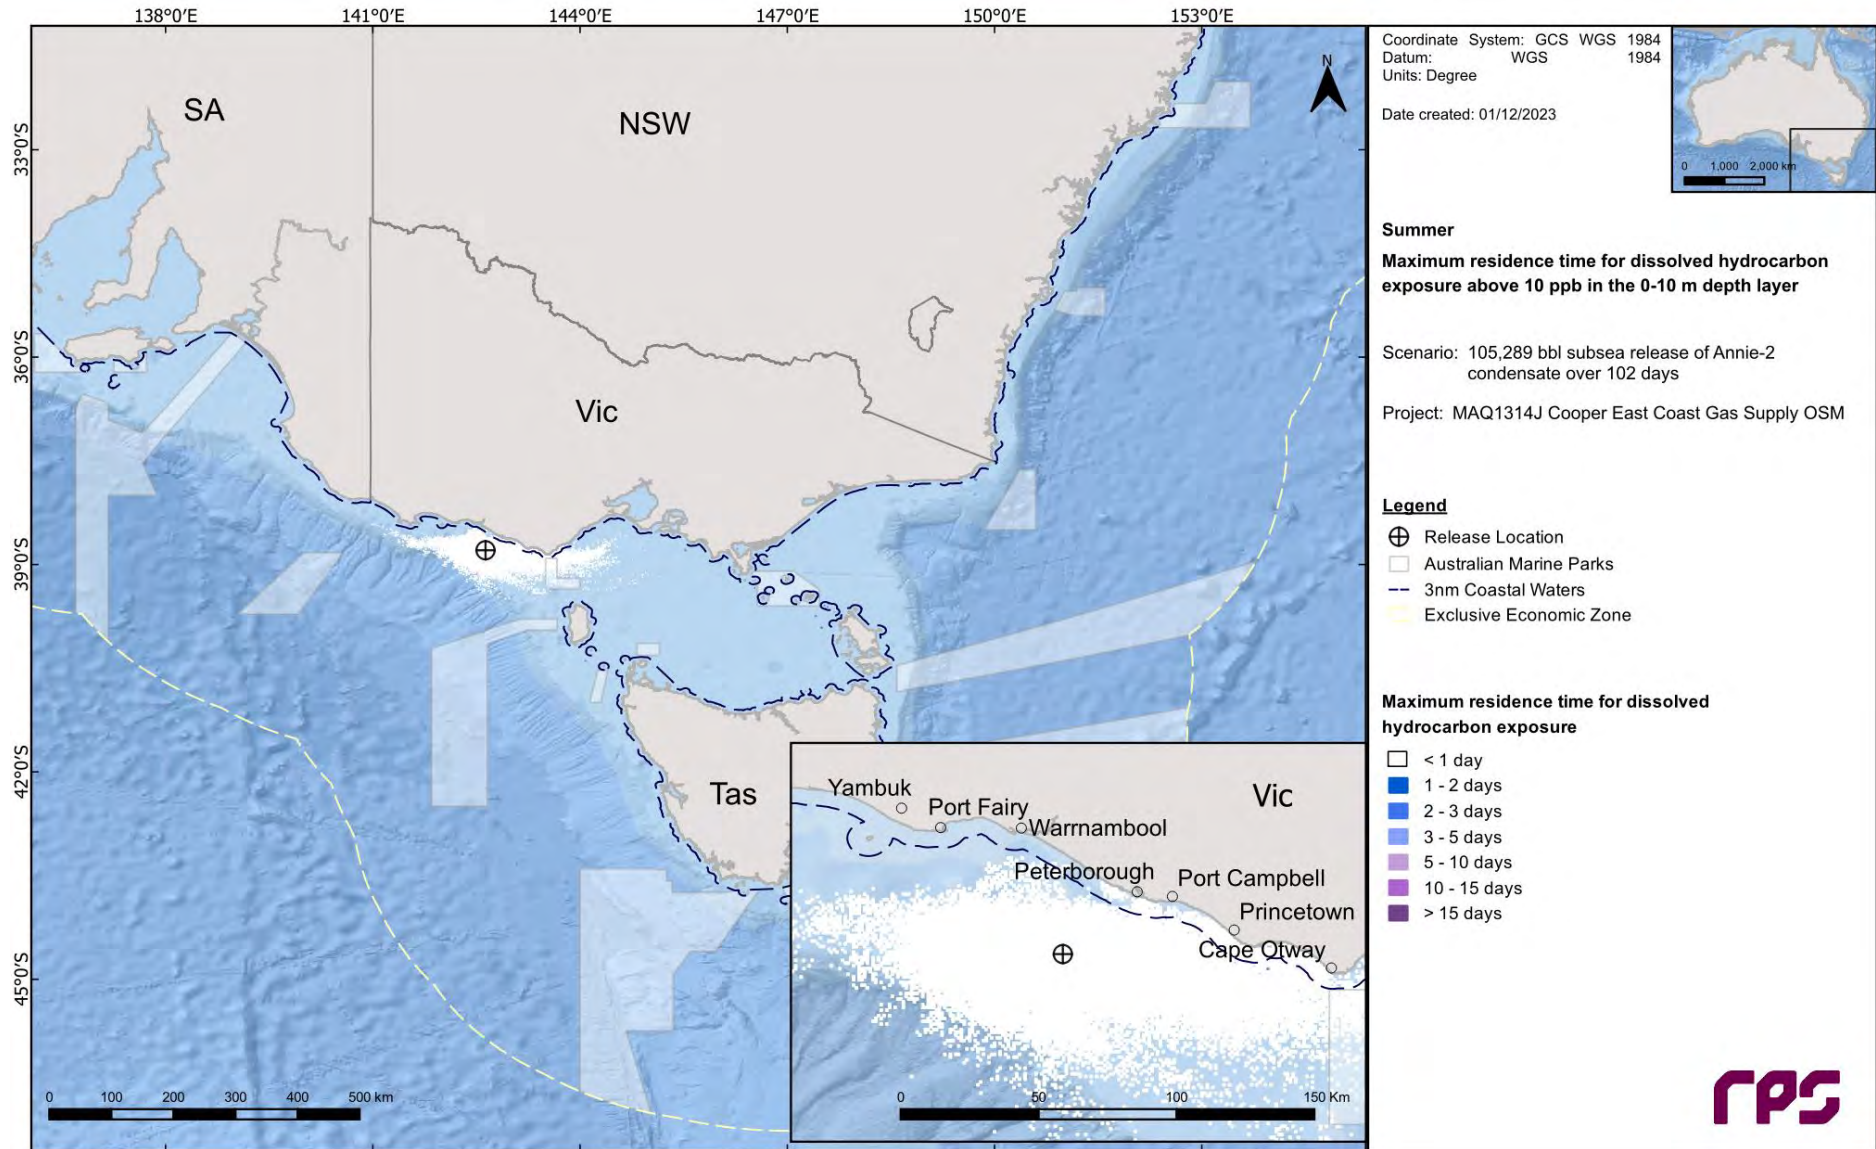 138°0'E
141°0'E
144°0'E
147°0'E
150°0'E
153°0'E
33°0'S
36°0'S
39°0'S
42°0'S
45°0'S
SA
NSW
Vic
Tas
N
0 100 200 300 400 500 km
Yambuk
Port Fairy
Warrnambool
Vic
Peterborough
Port Campbell
Princetown
Cape Otway
0 50 100 150 Km
Coordinate System: GCS WGS 1984
Datum: WGS 1984
Units: Degree
Date created: 01/12/2023
0 1,000 2,000 km
Summer
Maximum residence time for dissolved hydrocarbon
exposure above 10 ppb in the 0-10 m depth layer
Scenario: 105,289 bbl subsea release of Annie-2
condensate over 102 days
Project: MAQ1314J Cooper East Coast Gas Supply OSM
Legend
Release Location
Australian Marine Parks
3nm Coastal Waters
Exclusive Economic Zone
Maximum residence time for dissolved
hydrocarbon exposure
< 1 day
1 - 2 days
2 - 3 days
3 - 5 days
5 - 10 days
10 - 15 days
> 15 days
rps